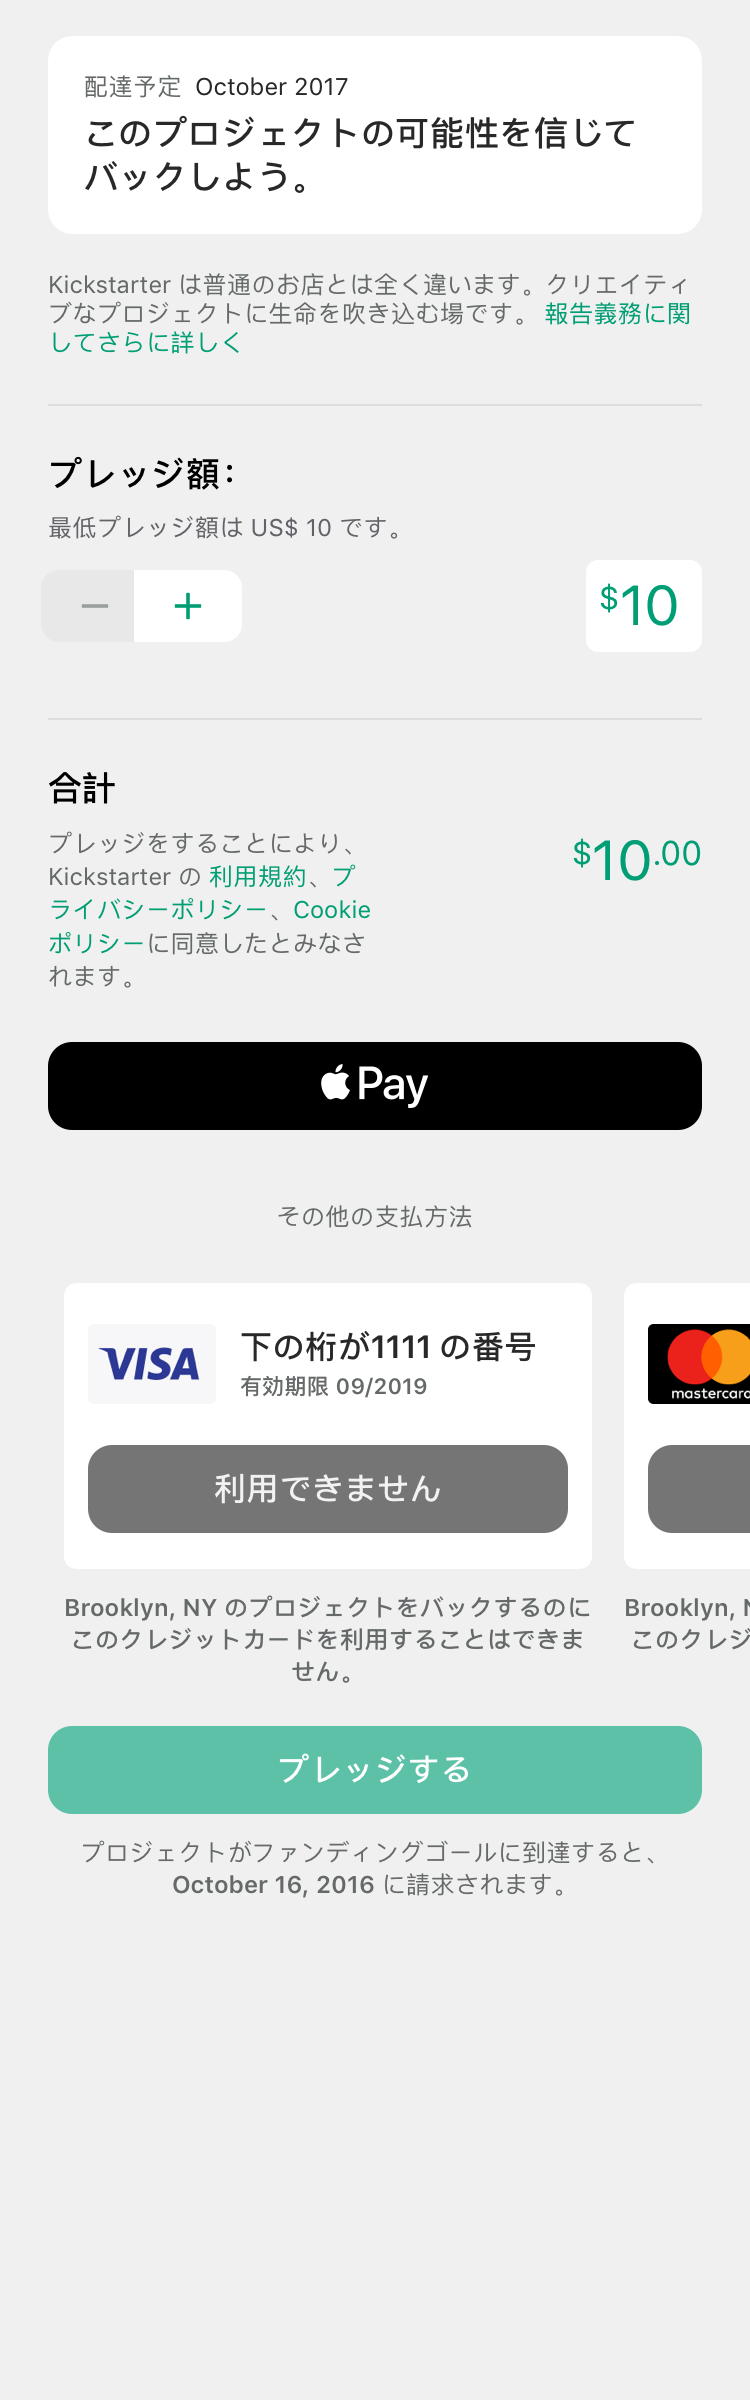 配達予定 October 2017
このプロジェクトの可能性を信じて
バックしよう。
Kickstarter は普通のお店とは全く違います。クリエイティ
ブなプロジェクトに生命を吹き込む場です。 報告義務に関
してさらに詳しく
プレッジ額：
最低プレッジ額は US$ 10 です。
− +
$10
合計
プレッジをすることにより、
Kickstarter の 利用規約、プ
ライバシーポリシー、Cookie
ポリシーに同意したとみなさ
れます。
$10.00
Pay
その他の支払方法
VISA
下の桁が1111 の番号
有効期限 09/2019
利用できません
Brooklyn, NY のプロジェクトをバックするのに
このクレジットカードを利用することはできま
せん。
mastercard
Brooklyn,
このクレジ
プレッジする
プロジェクトがファンディングゴールに到達すると、
October 16, 2016 に請求されます。